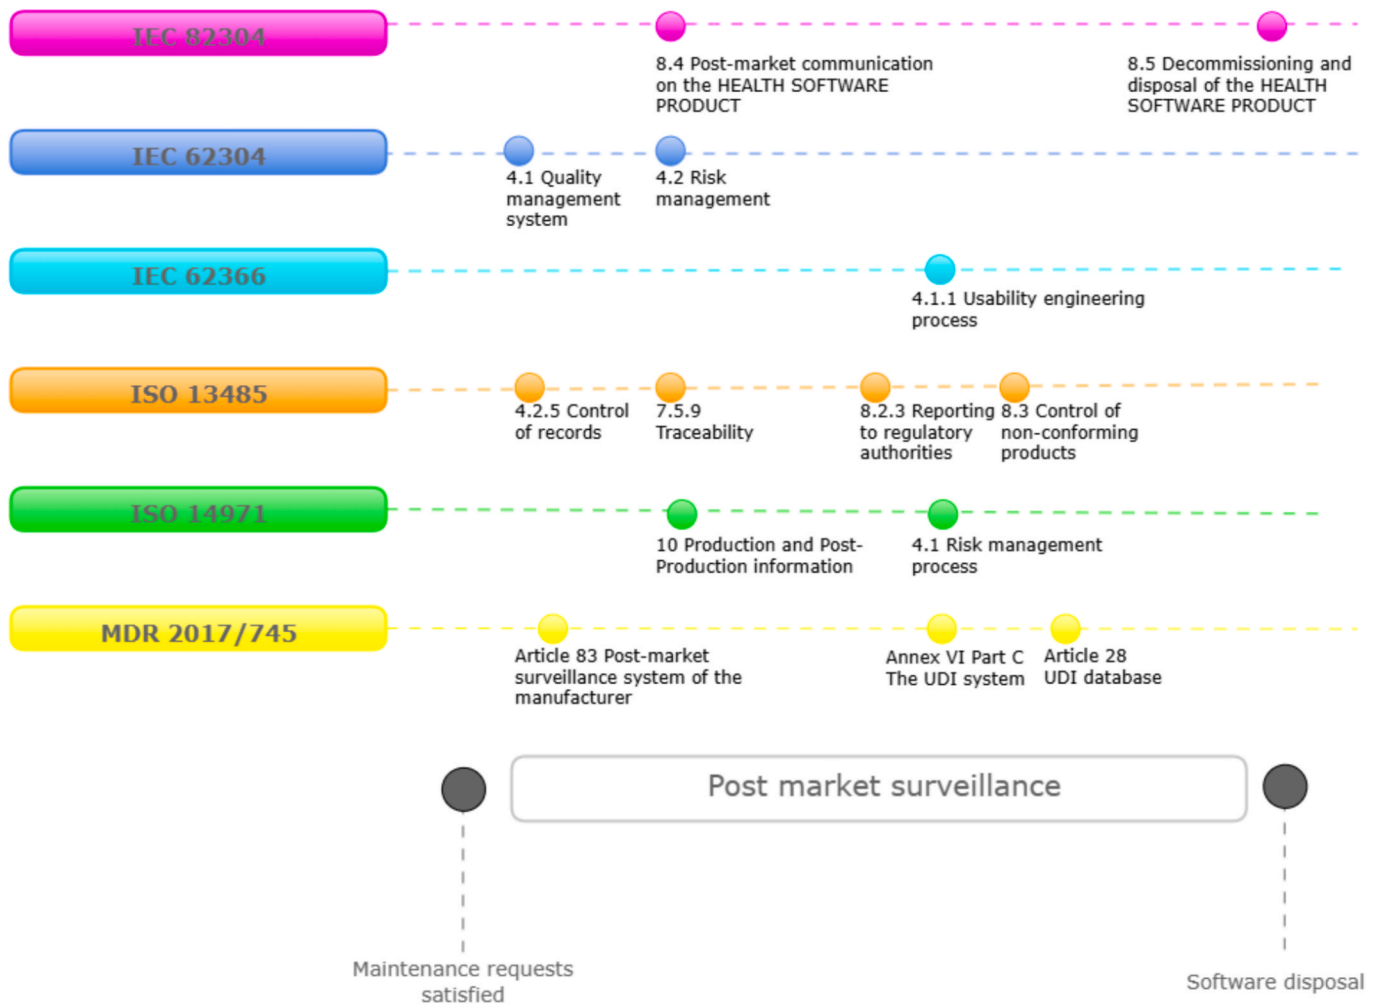 IEC 82304
8.4 Post-market communication
on the HEALTH SOFTWARE
PRODUCT
8.5 Decommissioning and
disposal of the HEALTH
SOFTWARE PRODUCT
IEC 62304
4.1 Quality
management
system
4.2 Risk
management
IEC 62366
4.1.1 Usability engineering
process
ISO 13485
4.2.5 Control
of records
7.5.9
Traceability
8.2.3 Reporting
to regulatory
authorities
8.3 Control of
non-conforming
products
ISO 14971
10 Production and Post-
Production information
4.1 Risk management
process
MDR 2017/745
Article 83 Post-market
surveillance system of the
manufacturer
Annex VI Part C
The UDI system
Article 28
UDI database
Post market surveillance
Maintenance requests
satisfied
Software disposal